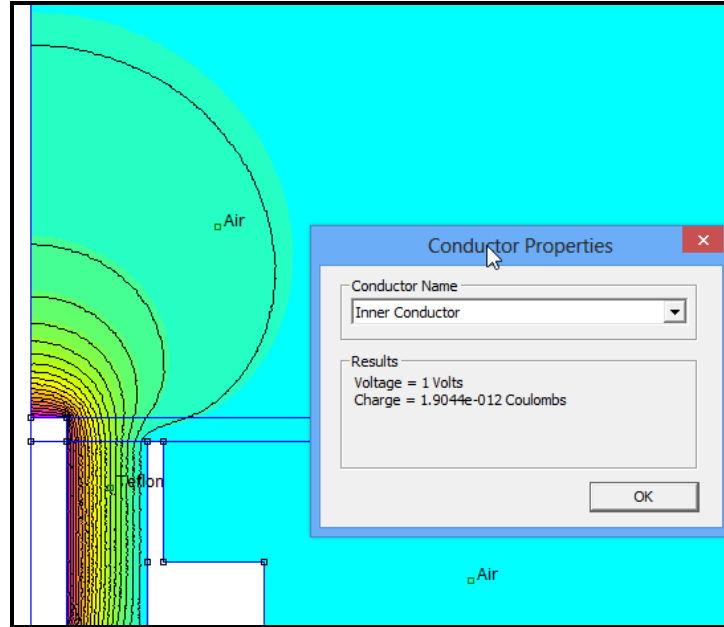 Air
Conductor Properties
Conductor Name
Inner Conductor
Results
Voltage = 1 Volts
Charge = 1.9044e-012 Coulombs
Teflon
OK
Air